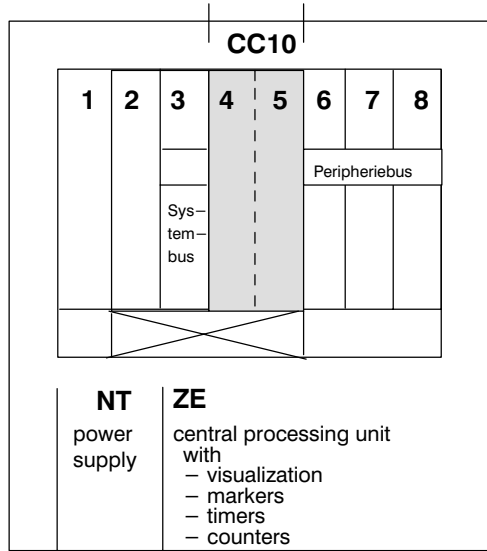 CC10
1 2 3 4 5 6 7 8
Peripheriebus
Sys–
tem–
bus
NT
power
supply
ZE
central processing unit
with
– visualization
– markers
– timers
– counters